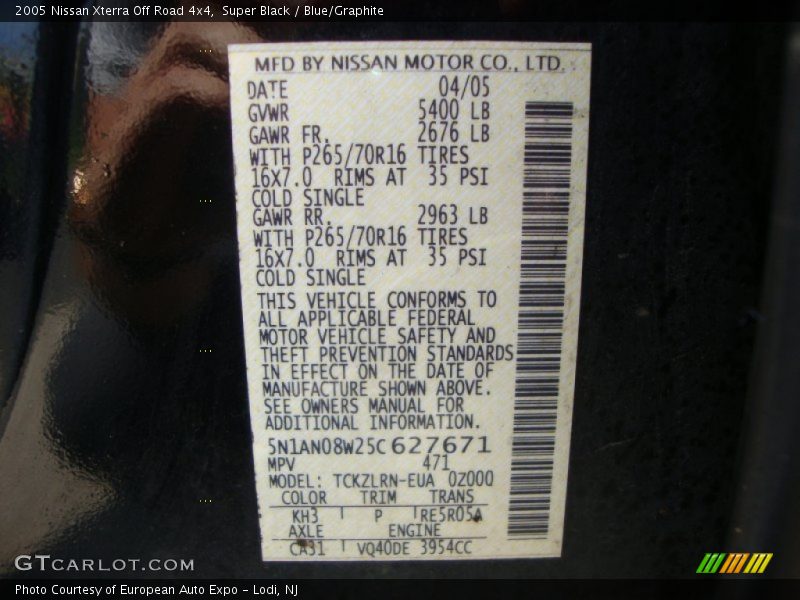 2005 Nissan Xterra Off Road 4x4, Super Black / Blue/Graphite
MFD BY NISSAN MOTOR CO., LTD.
DATE 04/05
GVWR 5400 LB
GAWR FR. 2676 LB
WITH P265/70R16 TIRES
16X7.0 RIMS AT 35 PSI
COLD SINGLE
GAWR RR. 2963 LB
WITH P265/70R16 TIRES
16X7.0 RIMS AT 35 PSI
COLD SINGLE
THIS VEHICLE CONFORMS TO
ALL APPLICABLE FEDERAL
MOTOR VEHICLE SAFETY AND
THEFT PREVENTION STANDARDS
IN EFFECT ON THE DATE OF
MANUFACTURE SHOWN ABOVE.
SEE OWNERS MANUAL FOR
ADDITIONAL INFORMATION.
5N1AN08W25C627671
MPV 471
MODEL: TCKZLRN-EUA 0Z000
COLOR TRIM TRANS
KH3 P RE5R05A
AXLE ENGINE
CA31 VQ40DE 3954CC
GTCARLOT.COM
Photo Courtesy of European Auto Expo - Lodi, NJ